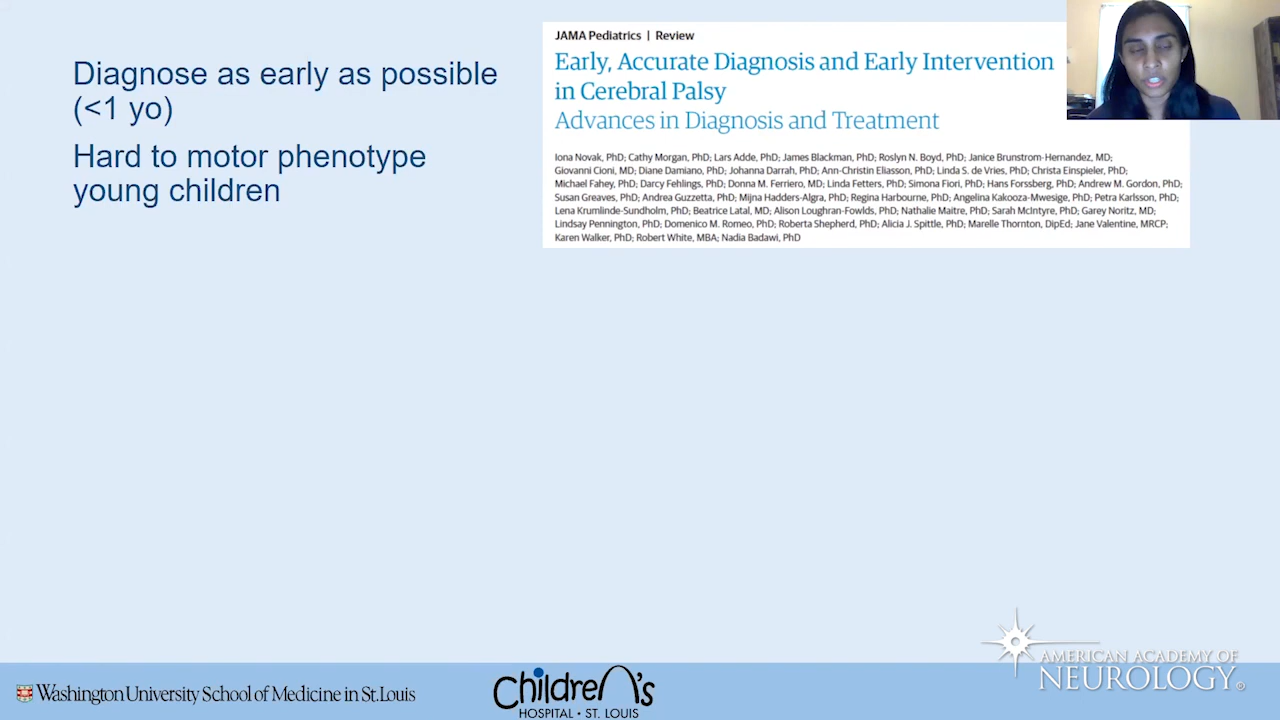 Diagnose as early as possible
(<1 yo)
Hard to motor phenotype
young children
JAMA Pediatrics | Review
Early, Accurate Diagnosis and Early Intervention
in Cerebral Palsy
Advances in Diagnosis and Treatment
Iona Novak, PhD; Cathy Morgan, PhD; Lars Adde, PhD; James Blackman, PhD; Roslyn N. Boyd, PhD; Janice Brunstrom-Hernandez, MD;
Giovanni Cioni, MD; Diane Damiano, PhD; Johanna Darrah, PhD; Ann-Christin Eliasson, PhD; Linda S. de Vries, PhD; Christa Einspieler, PhD;
Michael Fahey, PhD; Darcy Fehlings, PhD; Donna M. Ferriero, MD; Linda Fetters, PhD; Simona Fiori, PhD; Hans Forssberg, PhD; Andrew M. Gordon, PhD;
Susan Greaves, PhD; Andrea Guzzetta, PhD; Mijna Hadders-Algra, PhD; Regina Harbourne, PhD; Angelina Kakooza-Mwesige, PhD; Petra Karlsson, PhD;
Lena Krumlinde-Sundholm, PhD; Beatrice Latal, MD; Alison Loughran-Fowlds, PhD; Nathalie Maitre, PhD; Sarah McIntyre, PhD; Garey Noritz, MD;
Lindsay Pennington, PhD; Domenico M. Romeo, PhD; Roberta Shepherd, PhD; Alicia J. Spittle, PhD; Marelle Thornton, DipEd; Jane Valentine, MRCP;
Karen Walker, PhD; Robert White, MBA; Nadia Badawi, PhD
AMERICAN ACADEMY OF
NEUROLOGY®
Washington University School of Medicine in St. Louis
Children's
HOSPITAL • ST. LOUIS